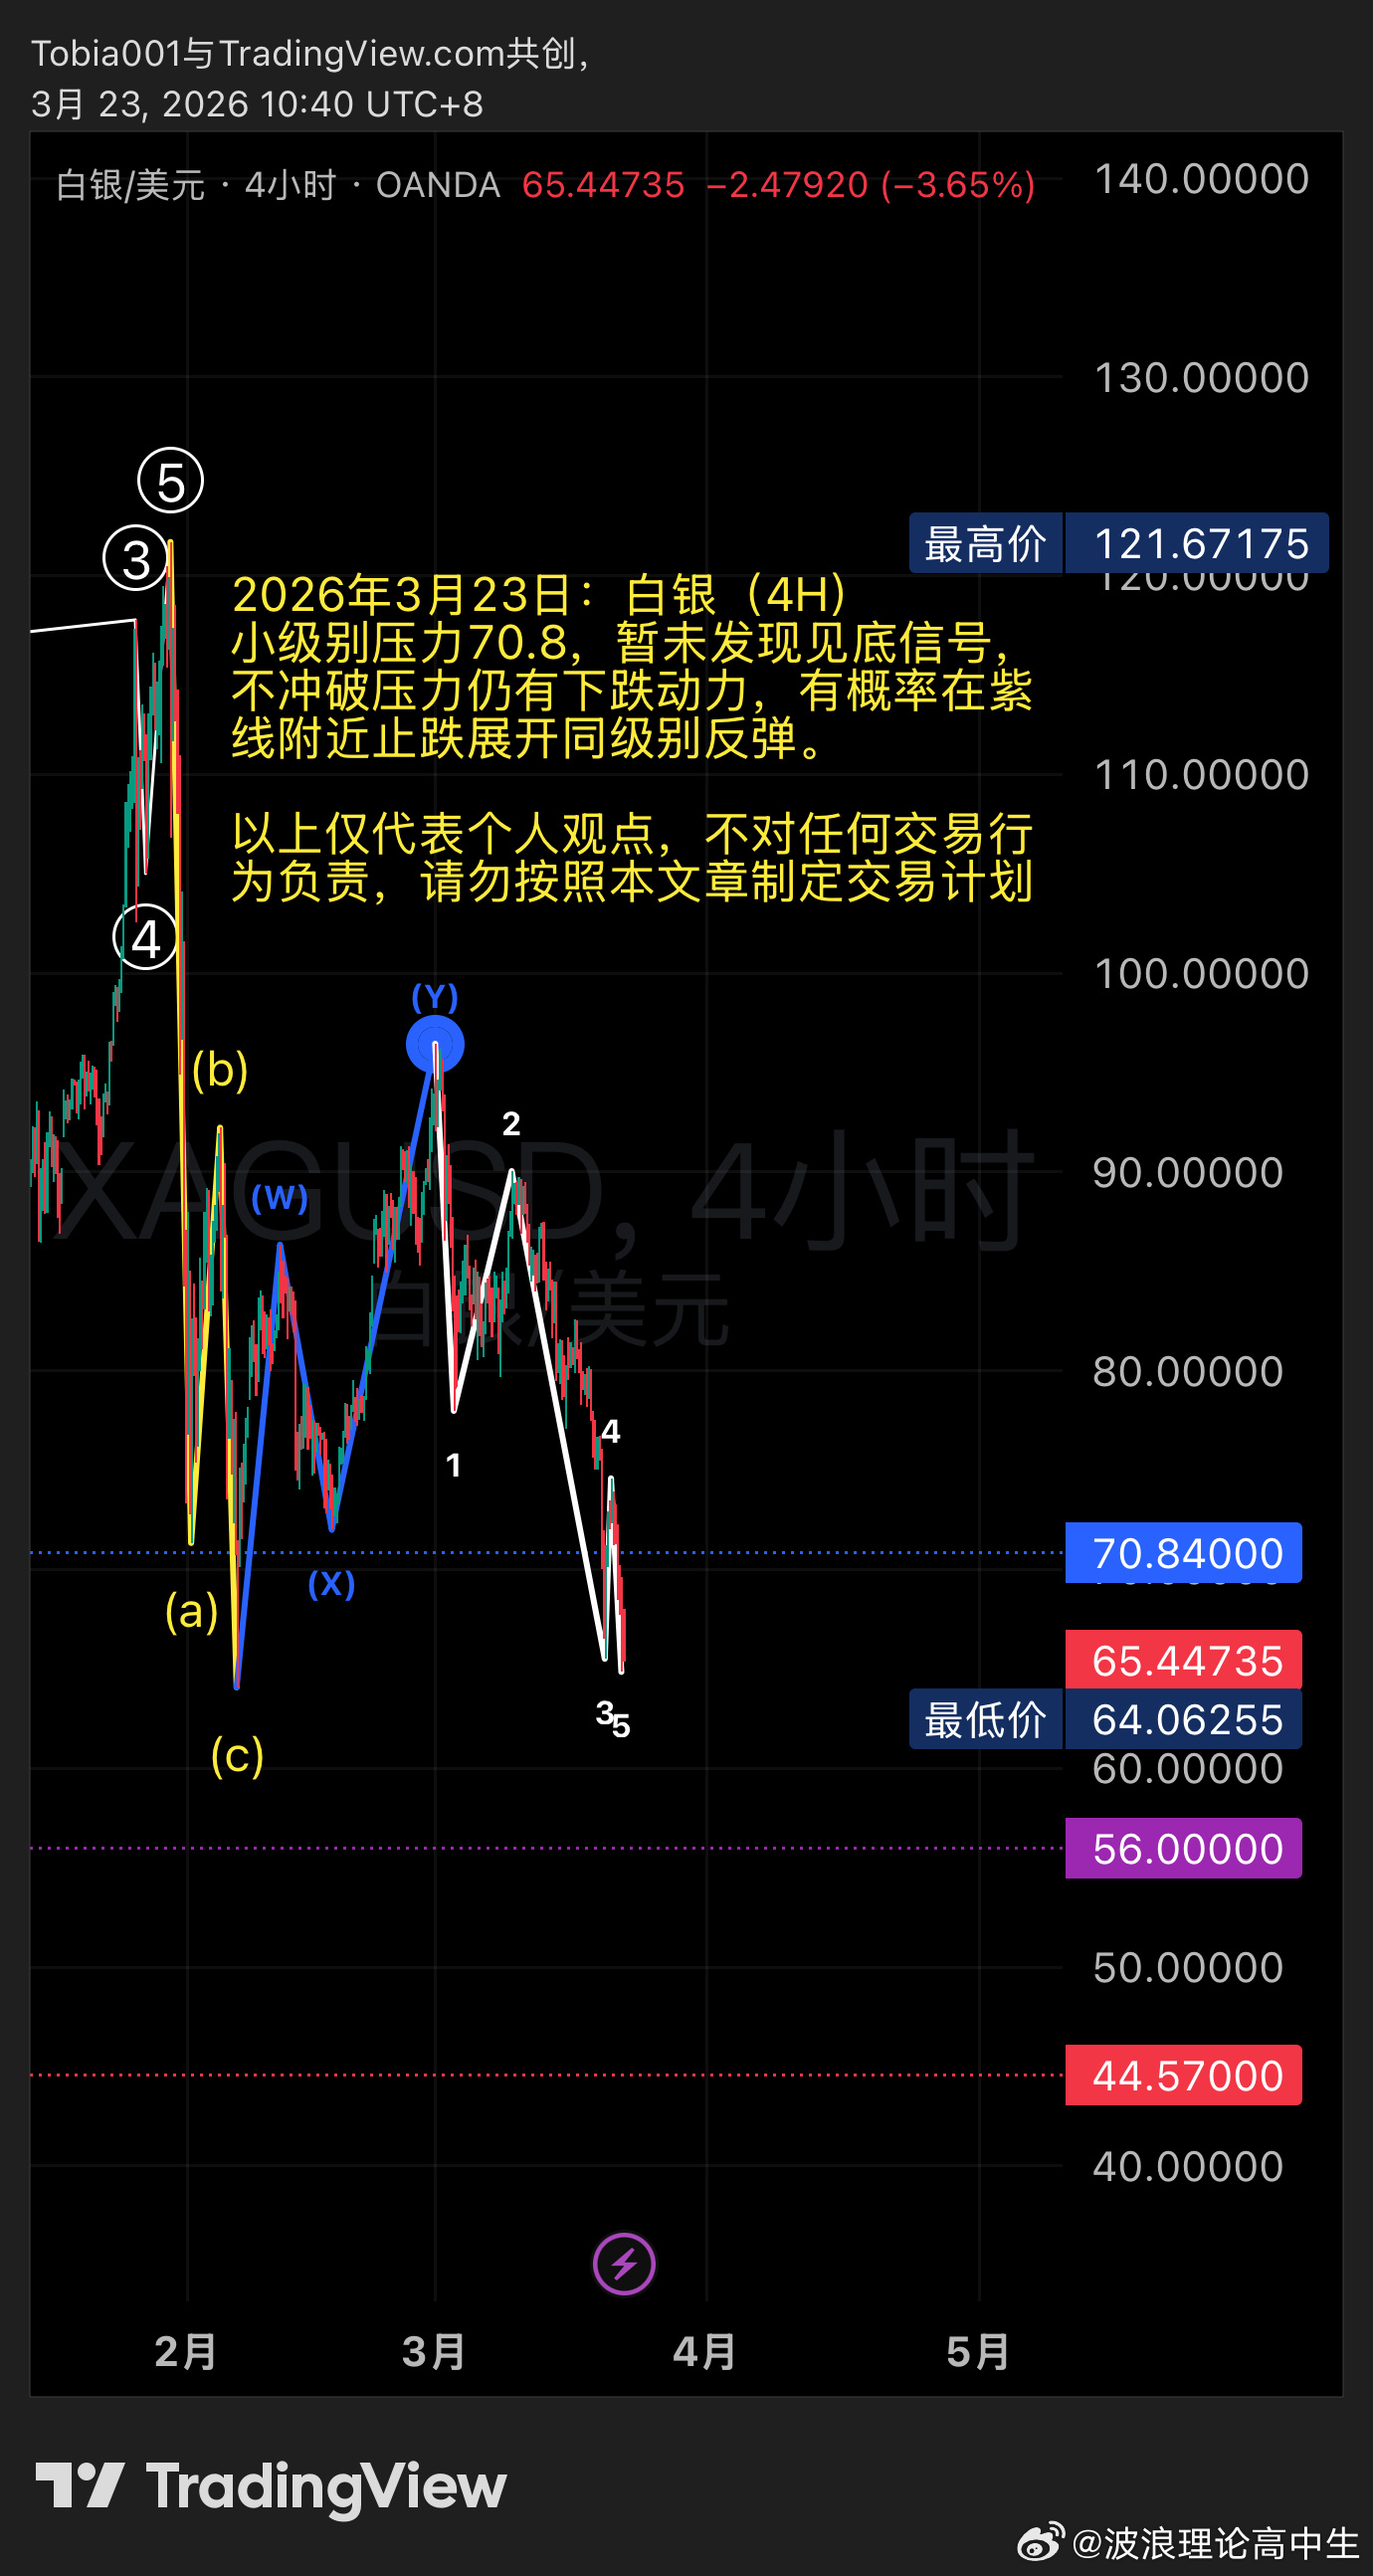 Tobia001与TradingView.com共创，
3月 23, 2026 10:40 UTC+8
白银/美元 · 4小时 · OANDA 65.44735 −2.47920 (−3.65%)
140.00000
130.00000
⑤
③
最高价 121.67175
120.00000
2026年3月23日：白银（4H）
小级别压力70.8，暂未发现见底信号，
不冲破压力仍有下跌动力，有概率在紫
线附近止跌展开同级别反弹。
110.00000
以上仅代表个人观点，不对任何交易行
为负责，请勿按照本文章制定交易计划
④
100.00000
(Y)
(b)
2
XAGUSD, 4小时
90.00000
(W)
白银/美元
80.00000
4
1
70.84000
(X)
(a)
65.44735
3
5
最低价 64.06255
(c)
60.00000
56.00000
50.00000
44.57000
40.00000
2月 3月 4月 5月
TradingView
@波浪理论高中生